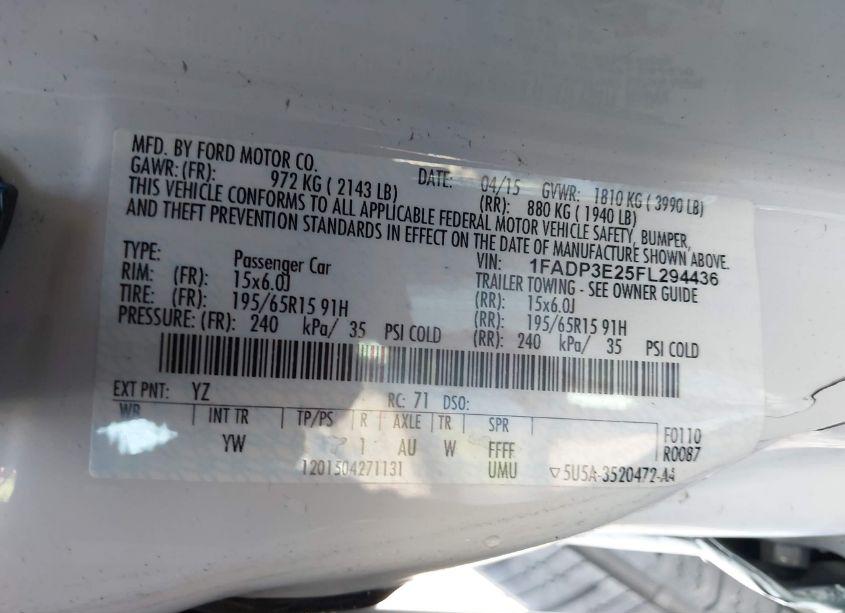 MFD. BY FORD MOTOR CO. DATE: 04/15 GVWR: 1810 KG ( 3990 LB)
GAWR: (FR): 972 KG ( 2143 LB) (RR): 880 KG ( 1940 LB)
THIS VEHICLE CONFORMS TO ALL APPLICABLE FEDERAL MOTOR VEHICLE SAFETY, BUMPER,
AND THEFT PREVENTION STANDARDS IN EFFECT ON THE DATE OF MANUFACTURE SHOWN ABOVE.
VIN: 1FADP3E25FL294436
TYPE: Passenger Car TRAILER TOWING - SEE OWNER GUIDE
RIM: (FR): 15x6.0J (RR): 15x6.0J
TIRE: (FR): 195/65R15 91H (RR): 195/65R15 91H
PRESSURE: (FR): 240 kPa/ 35 PSI COLD (RR): 240 kPa/ 35 PSI COLD
EXT PNT: YZ RC: 71 DSO:
WB INT TR TP/PS R AXLE TR SPR F0110
YW 1 AU W FFFF R0087
1201504271131 UMU ▽5U5A-3520472-AA